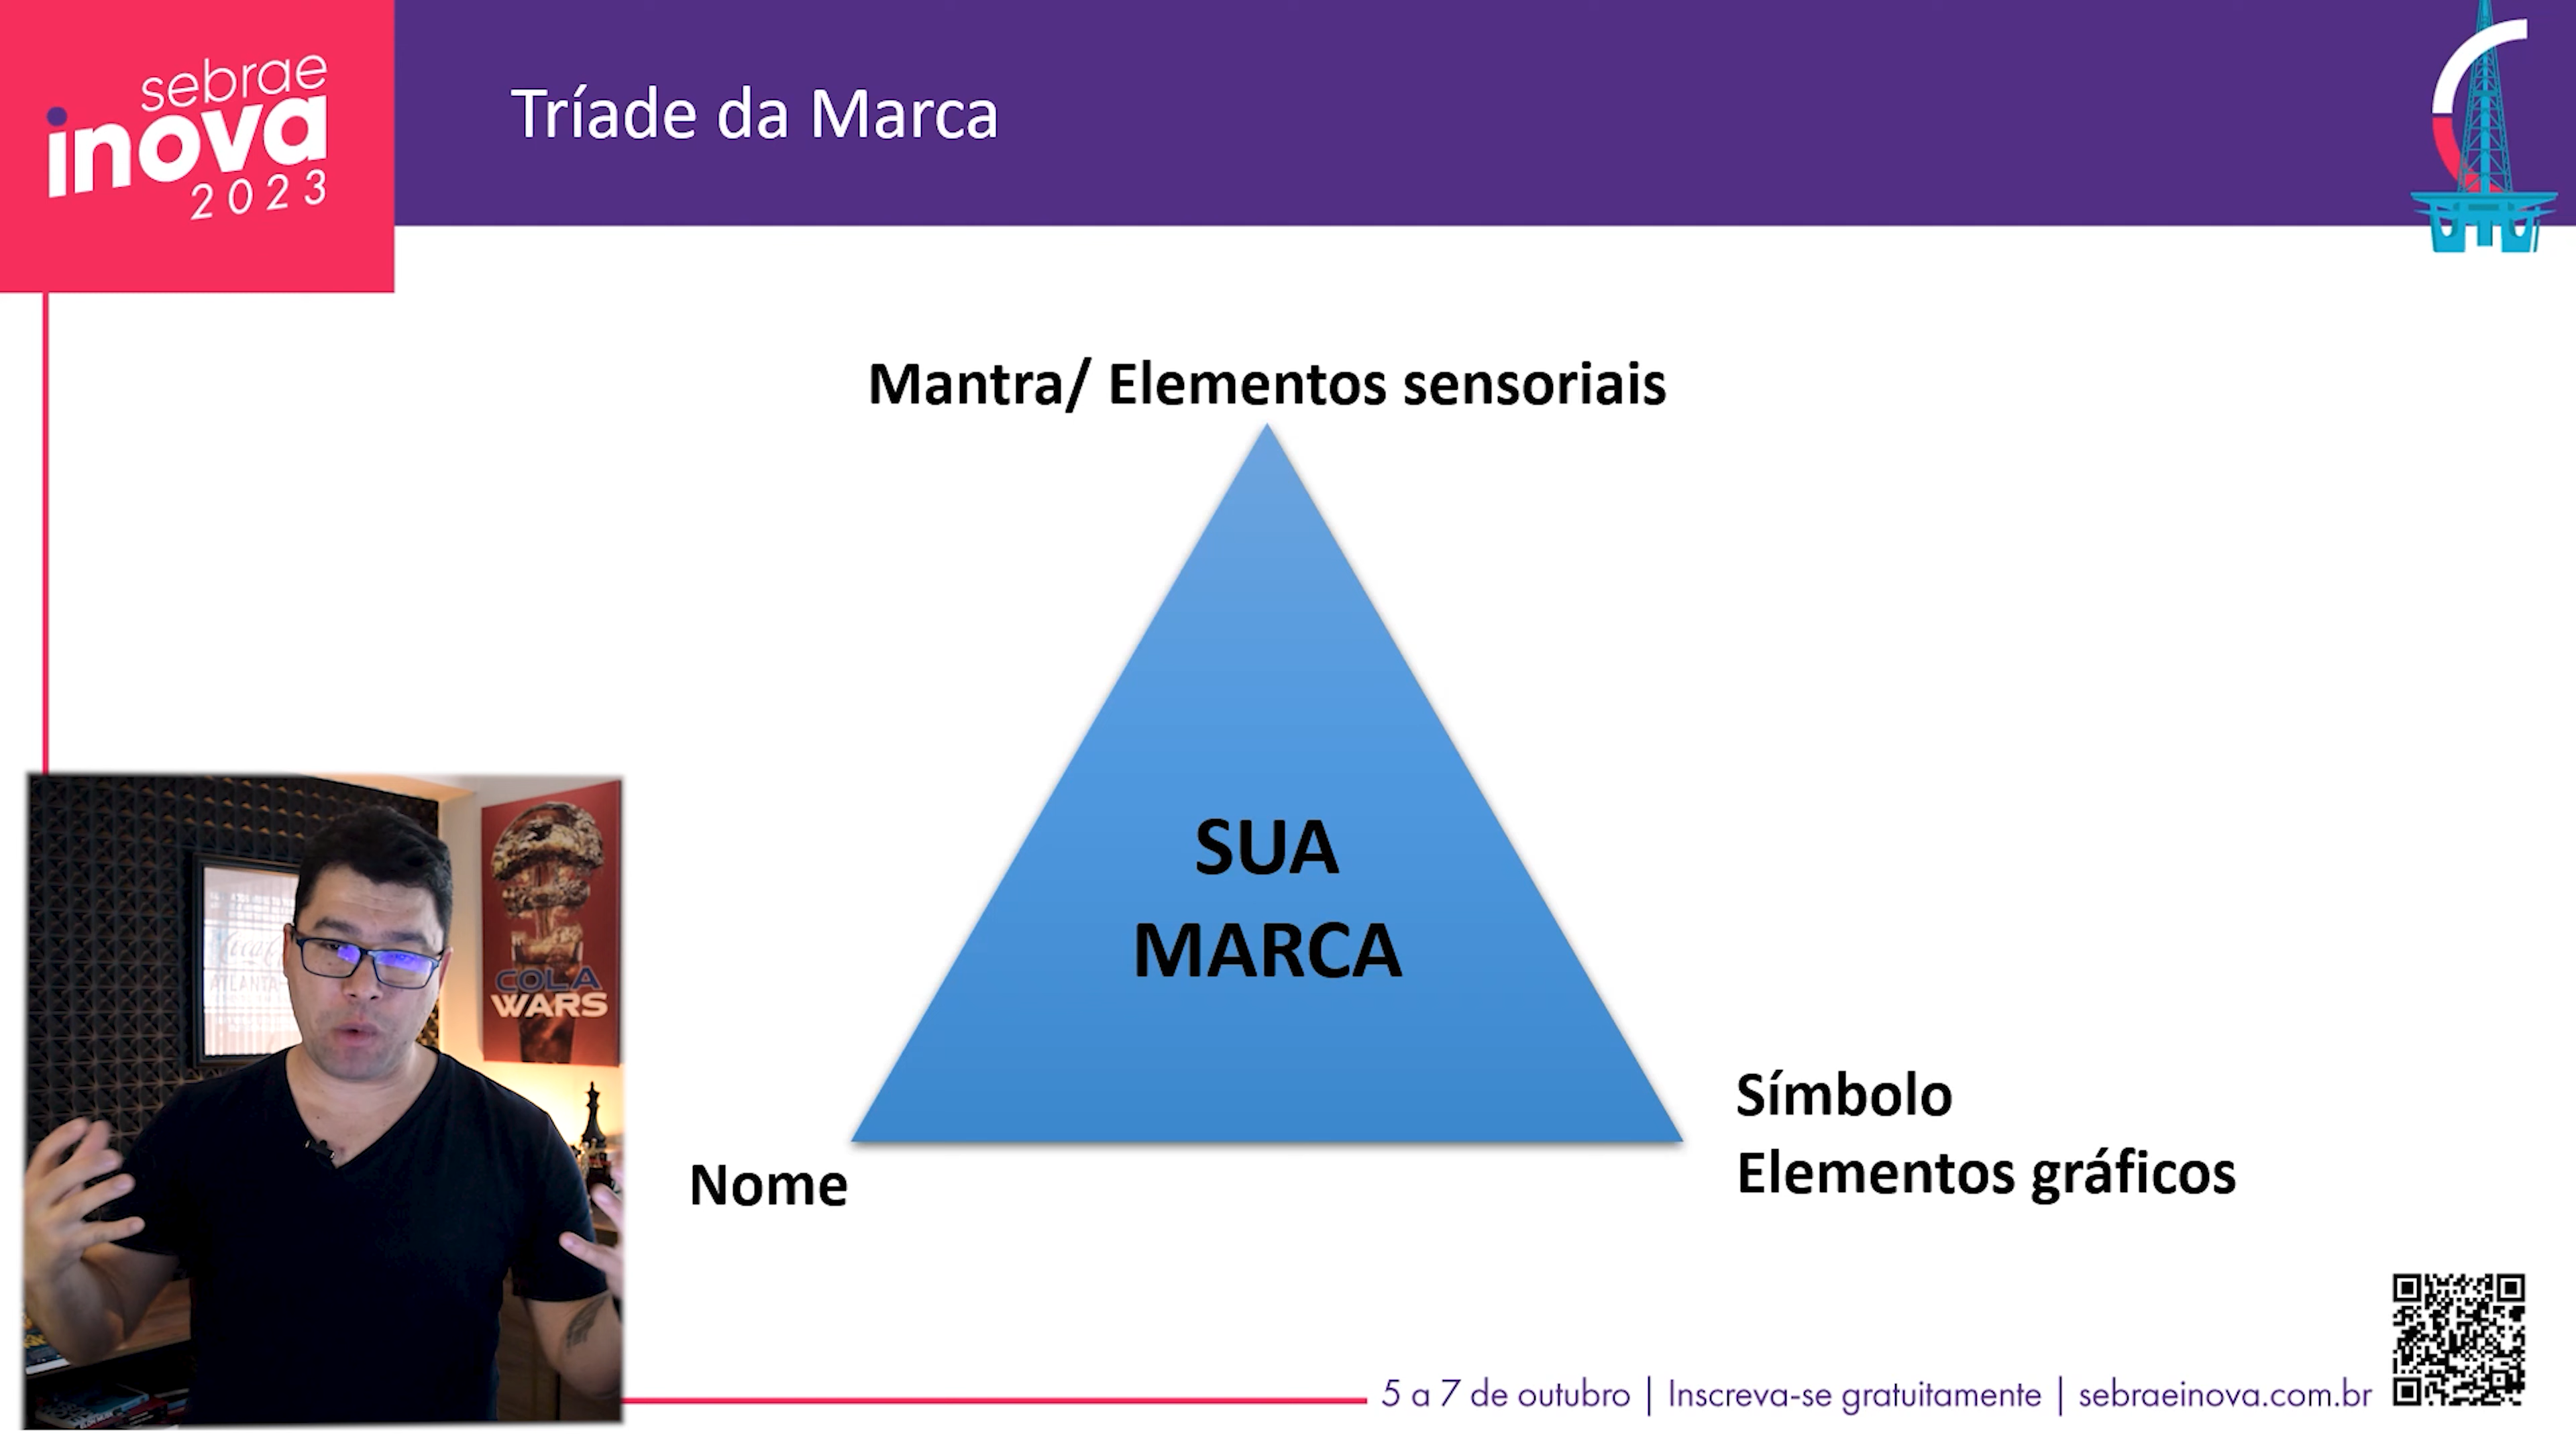 sebrae
inova
2023
Tríade da Marca
Mantra/ Elementos sensoriais
SUA
MARCA
COLA
WARS
ATLANTA
Símbolo
Elementos gráficos
Nome
5 a 7 de outubro | Inscreva-se gratuitamente | sebraeinova.com.br